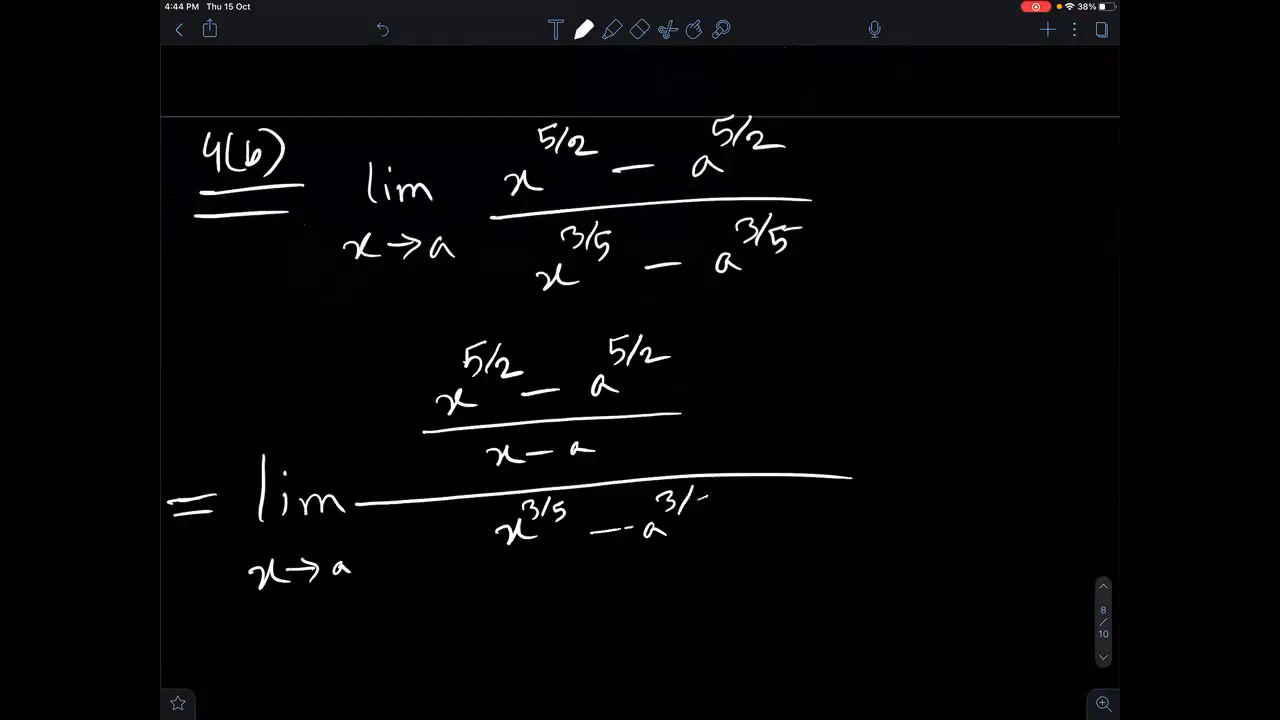 4:44 PM Thu 15 Oct 38%
T
4(b) lim x→a (x^5/2 - a^5/2) / (x^3/5 - a^3/5)
= lim x→a ((x^5/2 - a^5/2) / (x - a)) / (x^3/5 - a^3/
8
/
10